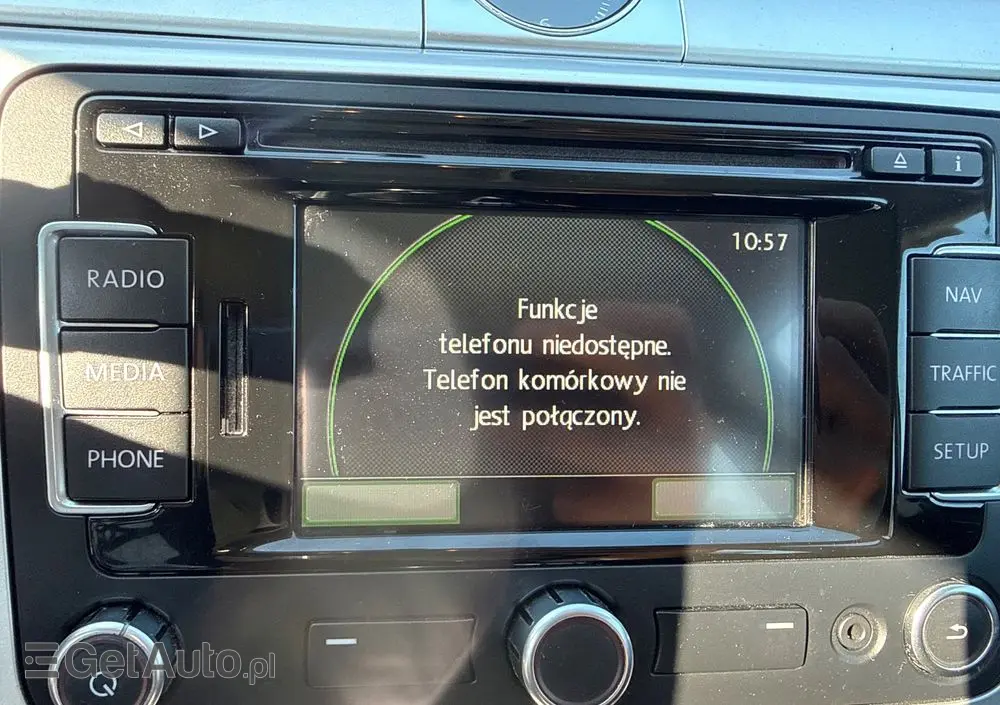 10:57
RADIO
MEDIA
PHONE
Funkcje
telefonu niedostępne.
Telefon komórkowy nie
jest połączony.
NAV
TRAFFIC
SETUP
i
GetAuto.pl